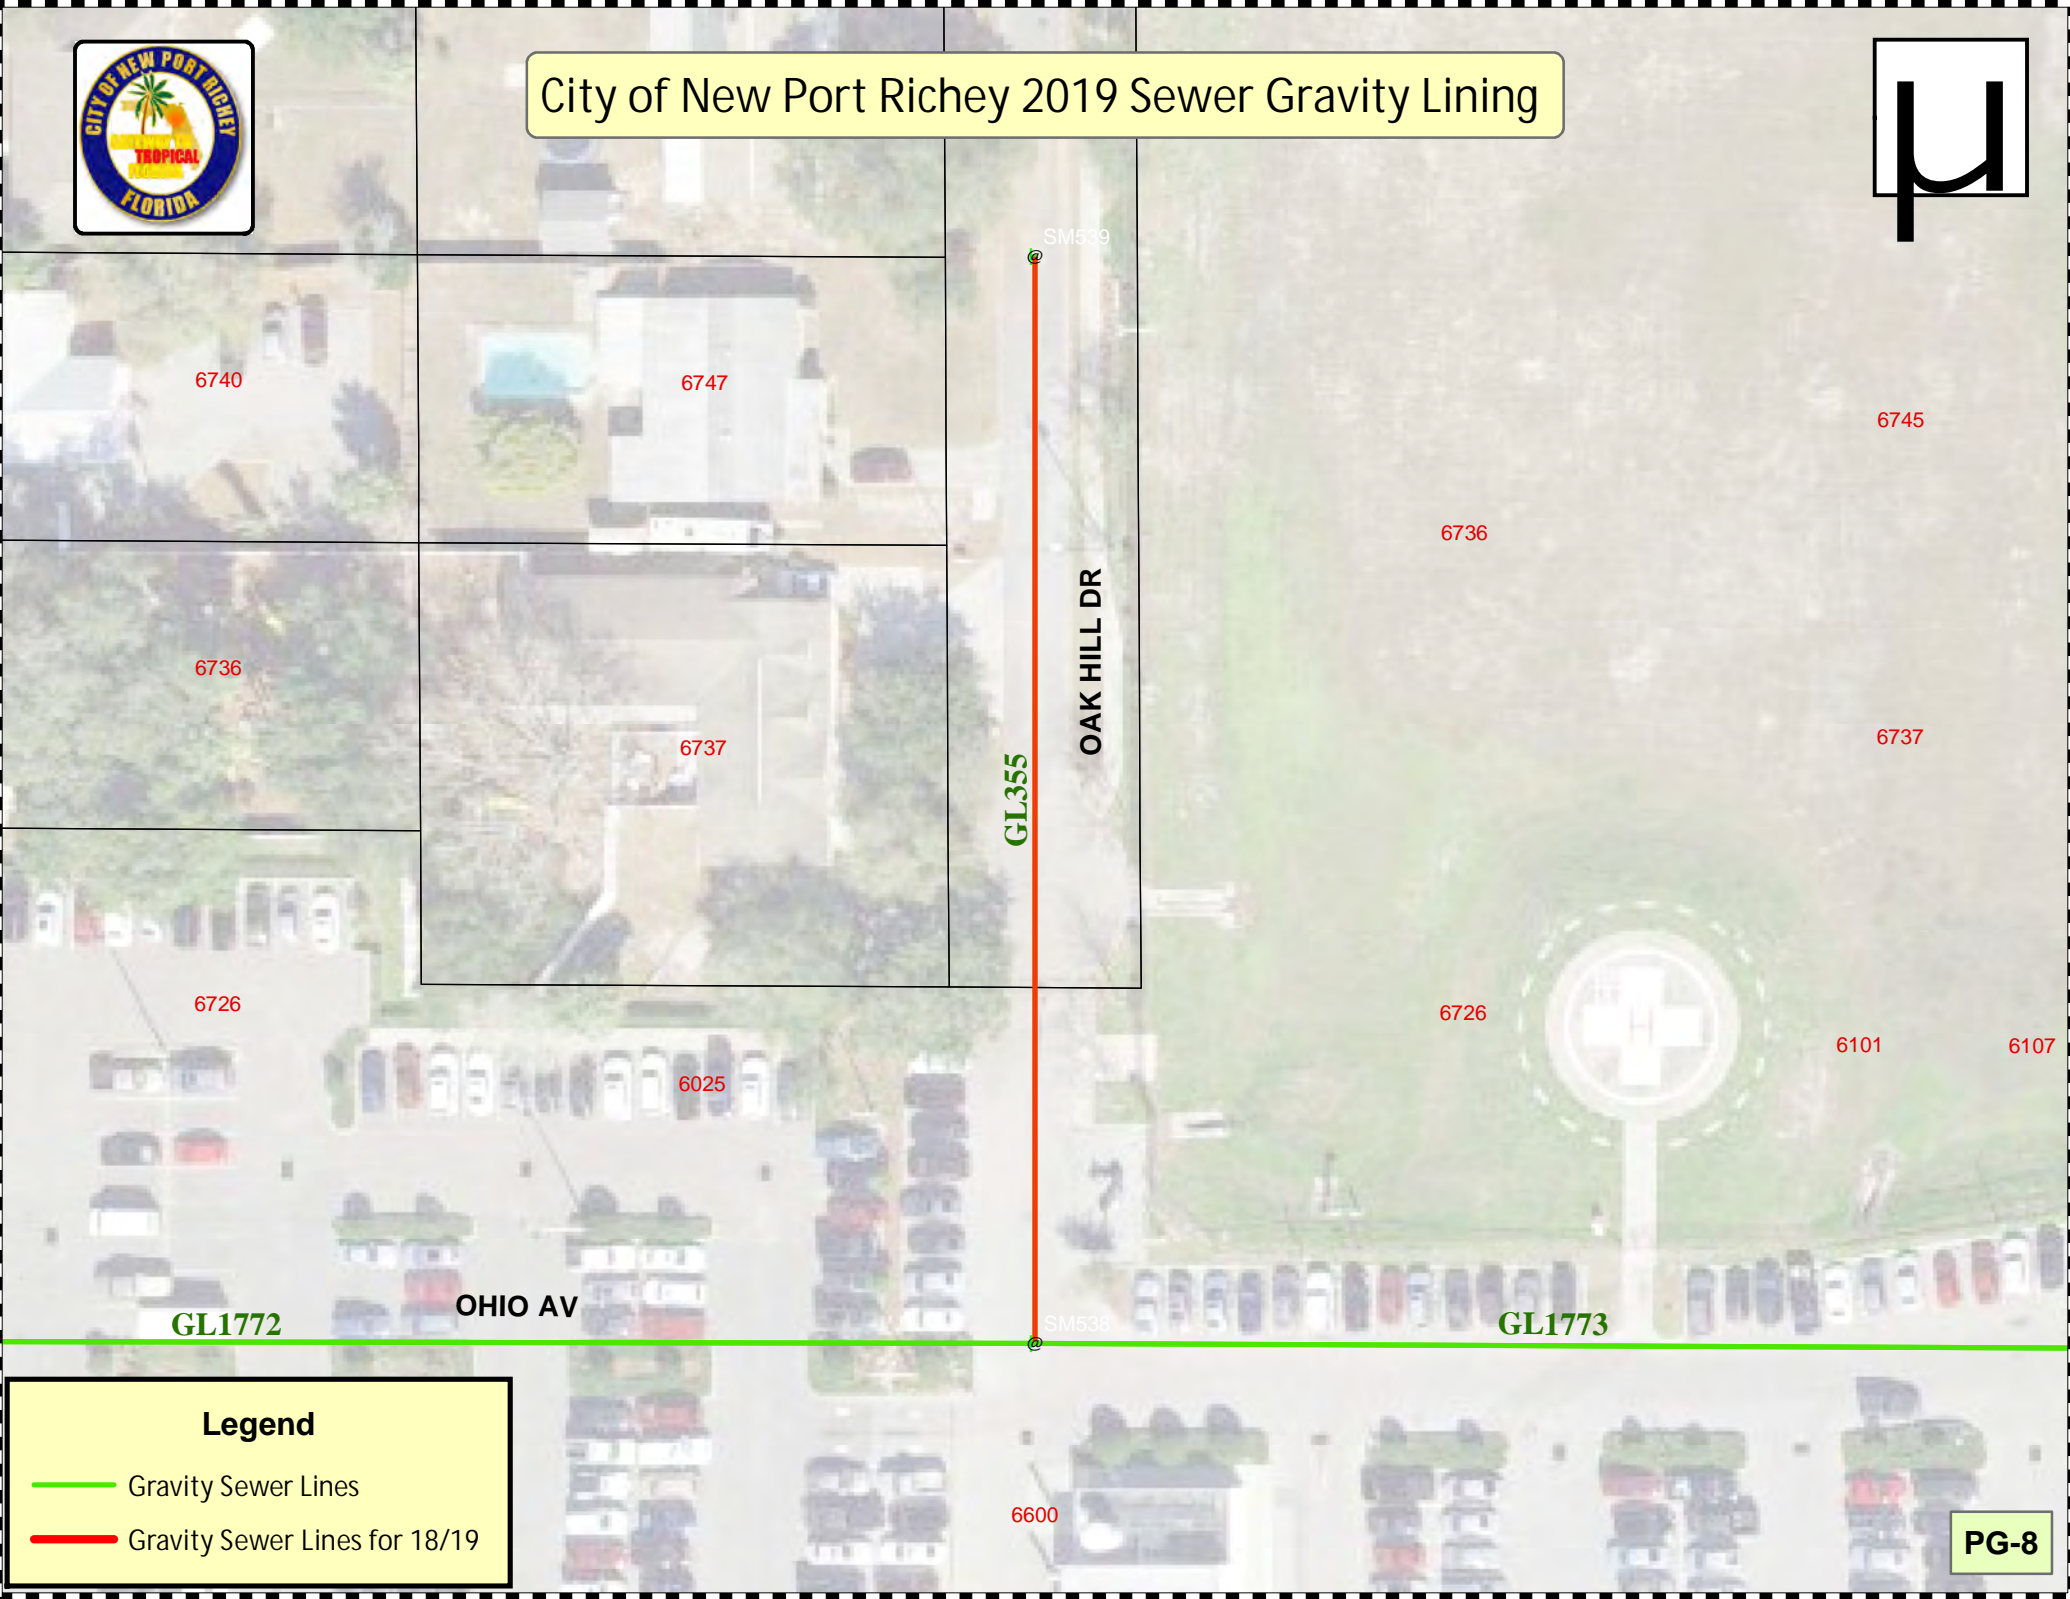 City of New Port Richey 2019 Sewer Gravity Lining
CITY OF NEW PORT RICHEY
TROPICAL
FLORIDA
µ
SM539
@
6740
6747
6745
6736
OAK HILL DR
6736
6737
6737
GL355
6726
6726
6101
6107
6025
OHIO AV
GL1772
SM538
@
GL1773
Legend
Gravity Sewer Lines
Gravity Sewer Lines for 18/19
6600
PG-8